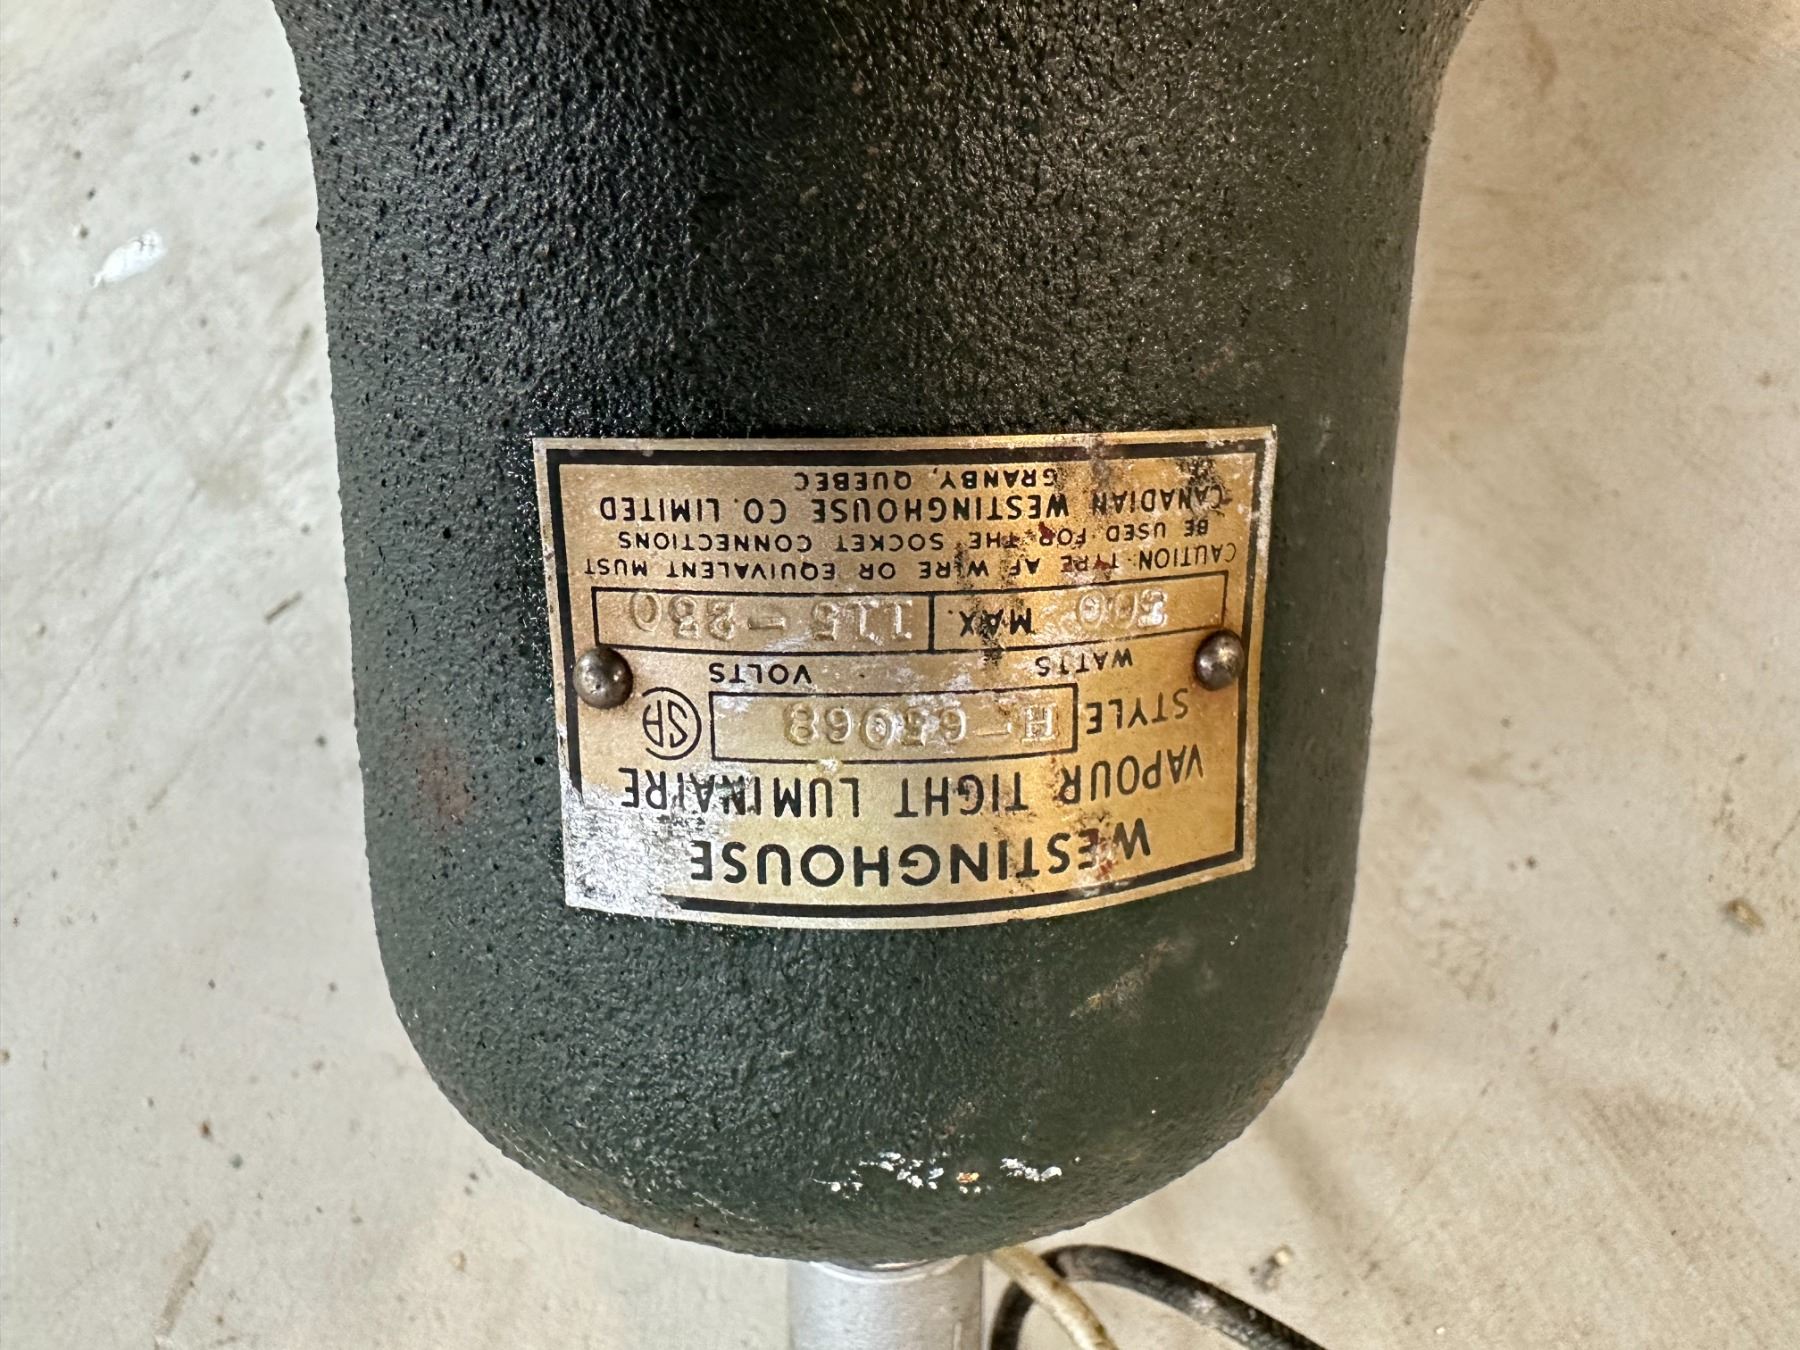 WESTINGHOUSE
VAPOUR TIGHT LUMINAIRE
STYLE H-65068 CSA
WATTS VOLTS
MAX. 115-230
CAUTION: TYPE AF WIRE OR EQUIVALENT MUST
BE USED FOR THE SOCKET CONNECTIONS
CANADIAN WESTINGHOUSE CO. LIMITED
GRANBY, QUEBEC